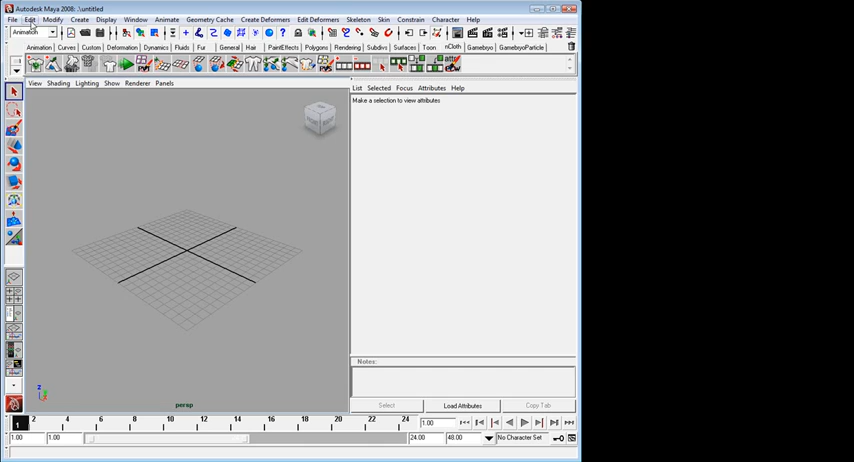 Autodesk Maya 2008: .\untitled
File Edit Modify Create Display Window Animate Geometry Cache Create Deformers Edit Deformers Skeleton Skin Constrain Character Help
Animation
Animation Curves Custom Deformation Dynamics Fluids Fur General Hair PaintEffects Polygons Rendering Subdivs Surfaces Toon nCloth Gamebryo GamebryoParticle
View Shading Lighting Show Renderer Panels
List Selected Focus Attributes Help
Make a selection to view attributes
persp
Notes:
Select Load Attributes Copy Tab
1 2 4 6 8 10 12 14 16 18 20 22 24 1.00
1.00 1.00 24.00 48.00 No Character Set